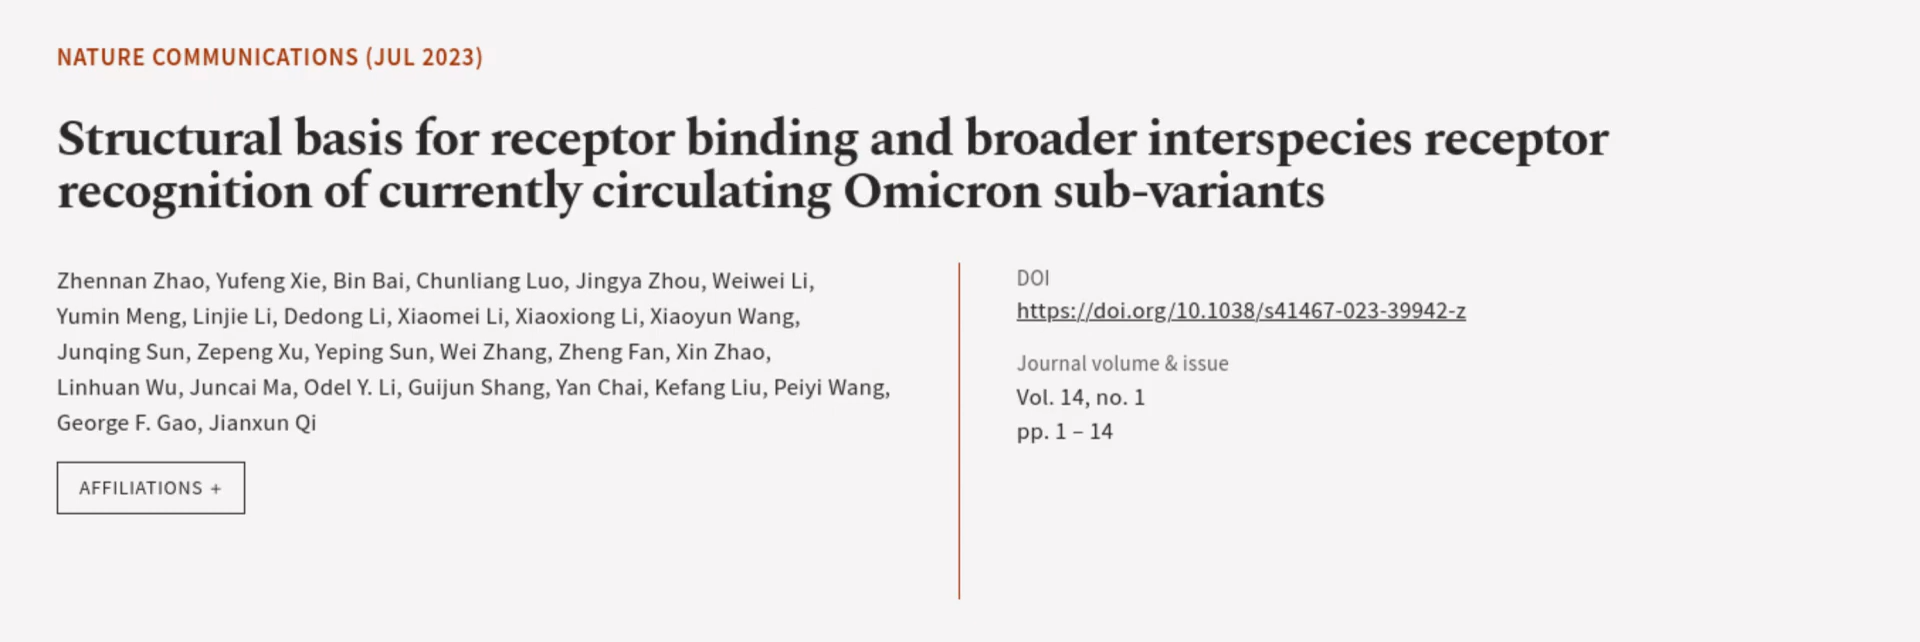 NATURE COMMUNICATIONS (JUL 2023)
Structural basis for receptor binding and broader interspecies receptor
recognition of currently circulating Omicron sub-variants
Zhennan Zhao, Yufeng Xie, Bin Bai, Chunliang Luo, Jingya Zhou, Weiwei Li,
Yumin Meng, Linjie Li, Dedong Li, Xiaomei Li, Xiaoxiong Li, Xiaoyun Wang,
Junqing Sun, Zepeng Xu, Yeping Sun, Wei Zhang, Zheng Fan, Xin Zhao,
Linhuan Wu, Juncai Ma, Odel Y. Li, Guijun Shang, Yan Chai, Kefang Liu, Peiyi Wang,
George F. Gao, Jianxun Qi
AFFILIATIONS +
DOI
https://doi.org/10.1038/s41467-023-39942-z
Journal volume & issue
Vol. 14, no. 1
pp. 1 – 14